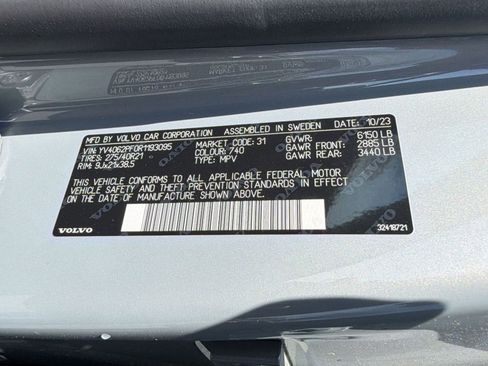 MFD BY VOLVO CAR CORPORATION ASSEMBLED IN SWEDEN DATE: 10/23
VIN: YV4062PF0R1193095 MARKET CODE: 31 GVWR: 6150 LB
TIRES: 275/40R21 COLOUR: 740 GAWR FRONT: 2885 LB
RIM: 9Jx21x38.5 TYPE: MPV GAWR REAR: 3440 LB
THIS VEHICLE CONFORMS TO ALL APPLICABLE FEDERAL MOTOR
VEHICLE SAFETY AND THEFT PREVENTION STANDARDS IN EFFECT
ON THE DATE OF MANUFACTURE SHOWN ABOVE.
VOLVO 32418721